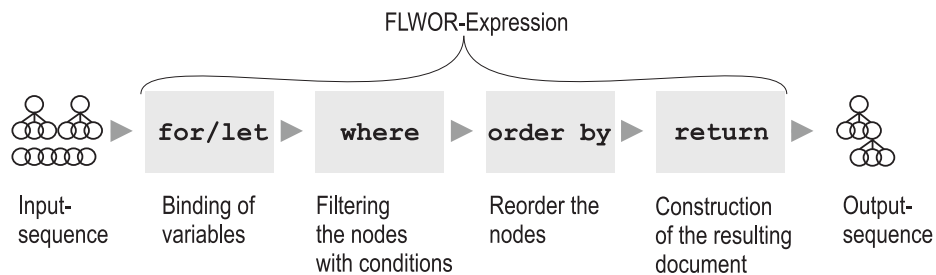 FLWOR-Expression
for/let
where
order by
return
Input-
sequence
Binding of
variables
Filtering
the nodes
with conditions
Reorder the
nodes
Construction
of the resulting
document
Output-
sequence